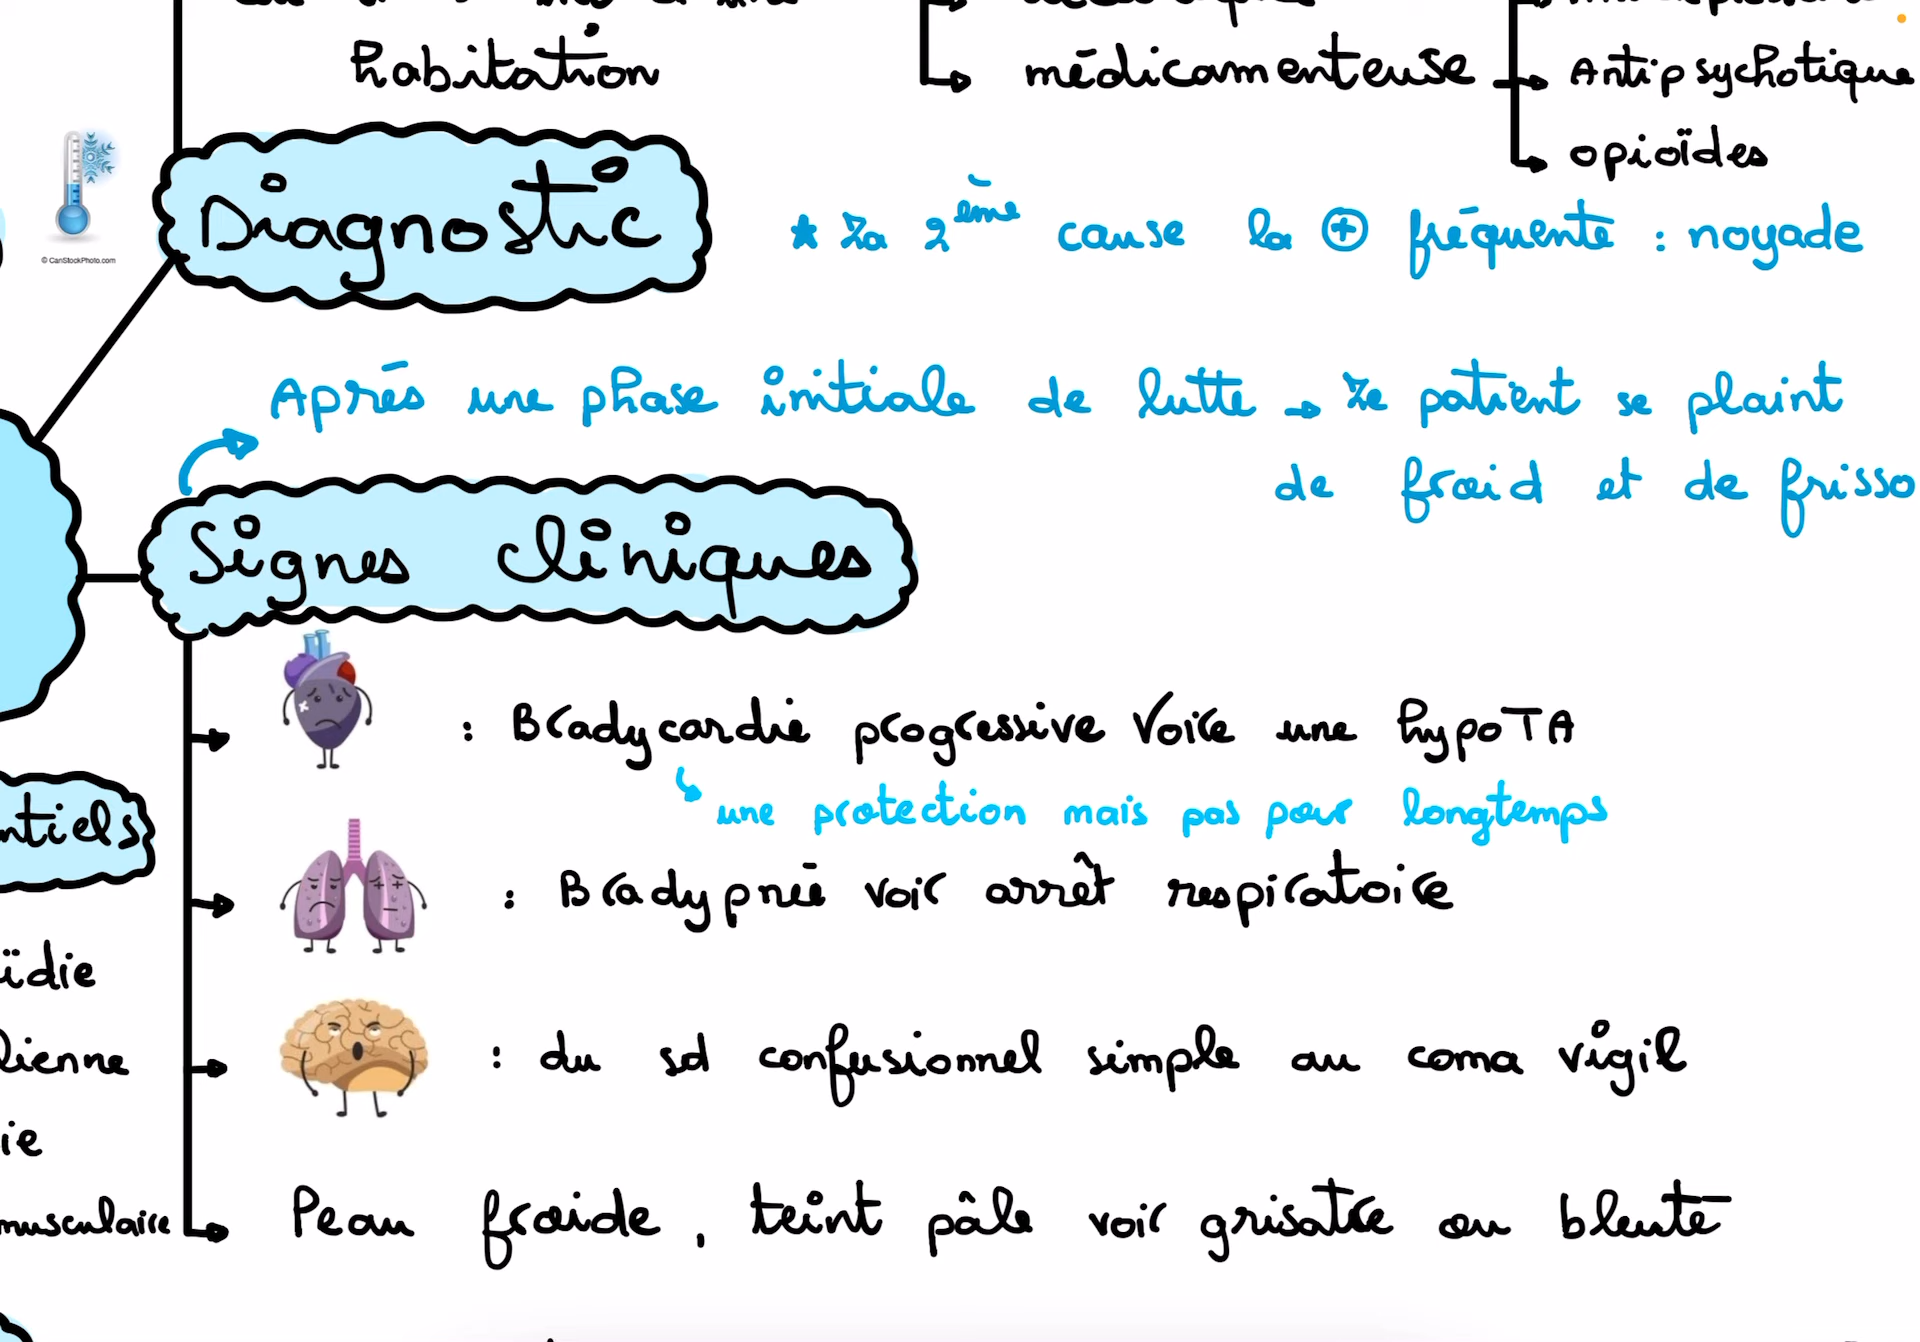 habitation
médicamenteuse
Antipsychotique
opioïdes
© CanStockPhoto.com
Diagnostic
* La 2ème cause la + fréquente : noyade
Après une phase initiale de lutte → Le patient se plaint
de froid et de frisso
Signes cliniques
: Bradycardie progressive voire une hypoTA
une protection mais pas pour longtemps
ntiels
: Bradypnée voir arrêt respiratoire
ïdie
: du sd confusionnel simple au coma vigil
lienne
ie
musculaire
Peau froide, teint pâle voir grisatre ou bleuté